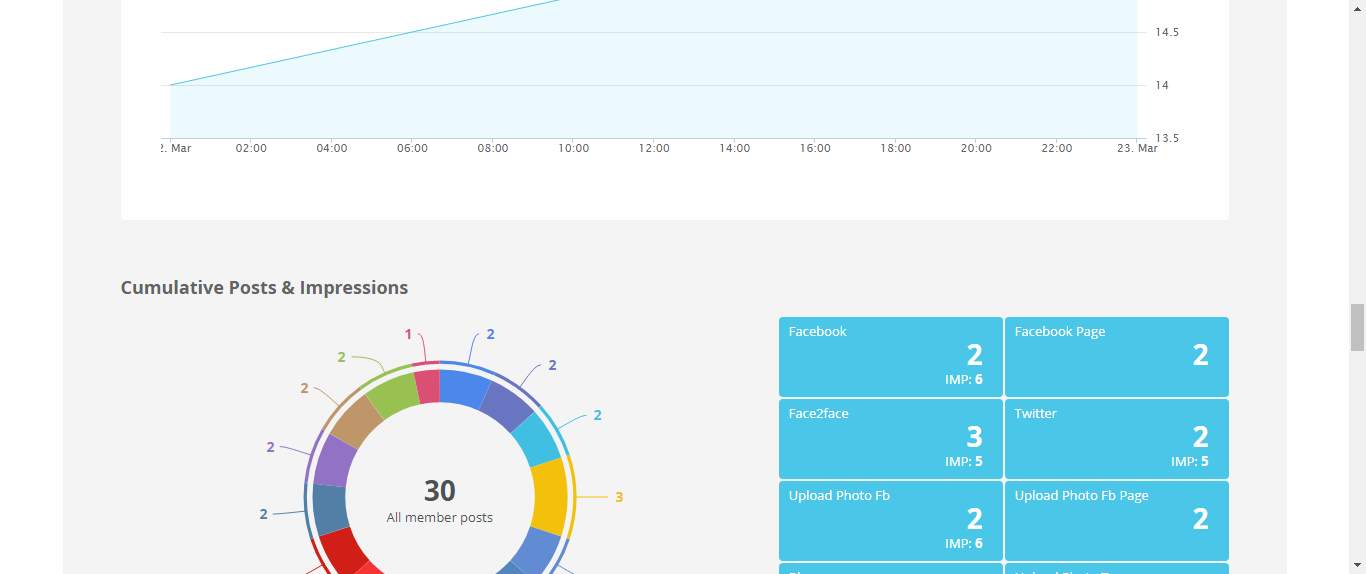 14.5
14
13.5
2. Mar 02:00 04:00 06:00 08:00 10:00 12:00 14:00 16:00 18:00 20:00 22:00 23. Mar
Cumulative Posts & Impressions
1
2
2
2
2
2
2
3
2
2
30
All member posts
Facebook
2
IMP: 6
Facebook Page
2
Face2face
3
IMP: 5
Twitter
2
IMP: 5
Upload Photo Fb
2
IMP: 6
Upload Photo Fb Page
2